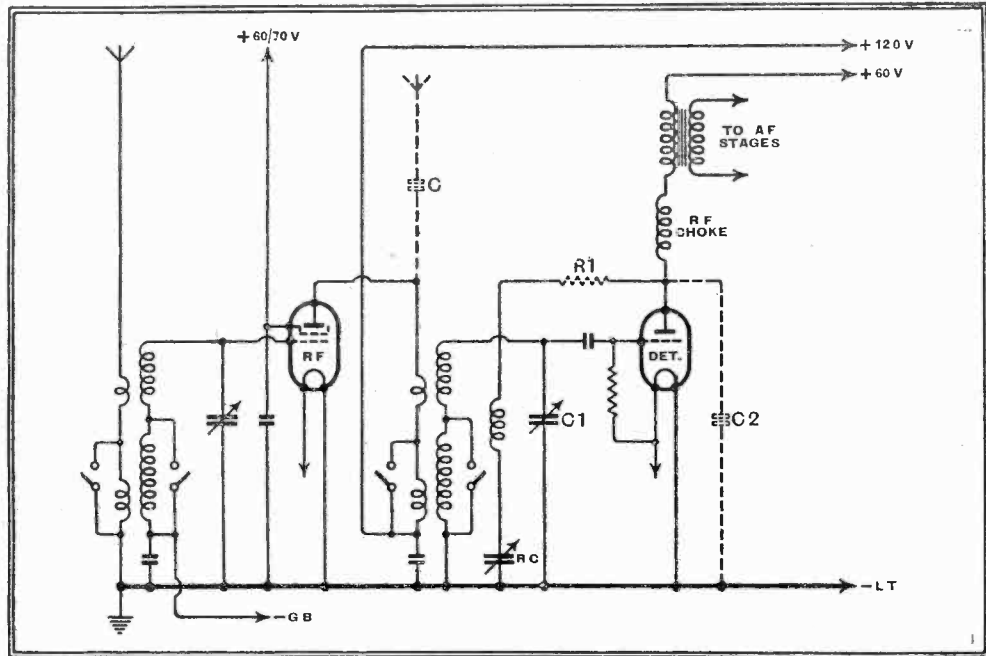 + 60/70 V
+ 120 V
+ 60 V
TO AF
STAGES
C
RF
CHOKE
R1
RF
DET.
C1
C2
RC
-LT
-GB